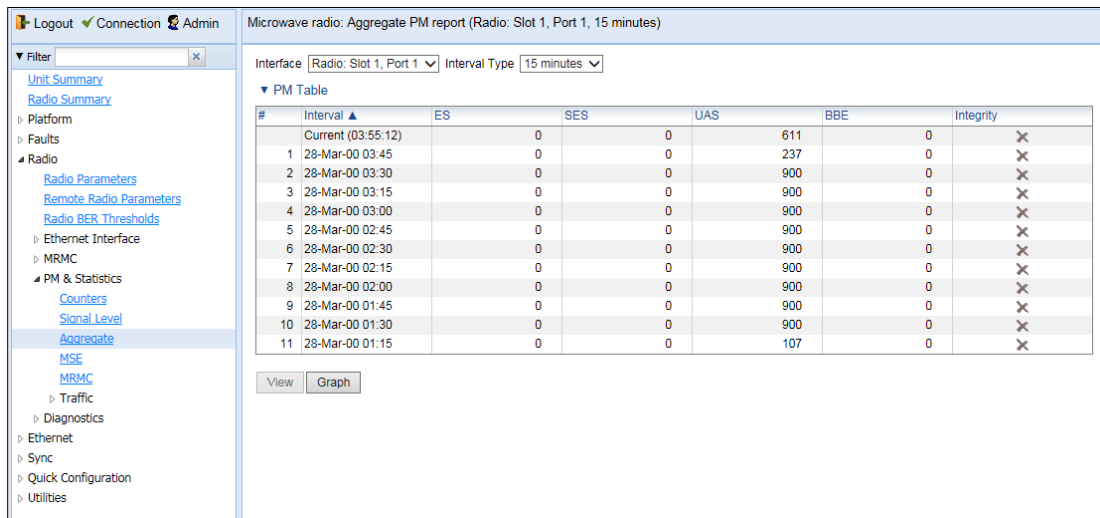 Logout Connection Admin
Filter
Unit Summary
Radio Summary
Platform
Faults
Radio
Radio Parameters
Remote Radio Parameters
Radio BER Thresholds
Ethernet Interface
MRMC
PM & Statistics
Counters
Signal Level
Aggregate
MSE
MRMC
Traffic
Diagnostics
Ethernet
Sync
Quick Configuration
Utilities
Microwave radio: Aggregate PM report (Radio: Slot 1, Port 1, 15 minutes)
Interface Radio: Slot 1, Port 1 Interval Type 15 minutes
PM Table
# Interval ▲ ES SES UAS BBE Integrity
Current (03:55:12) 0 0 611 0
1 28-Mar-00 03:45 0 0 237 0
2 28-Mar-00 03:30 0 0 900 0
3 28-Mar-00 03:15 0 0 900 0
4 28-Mar-00 03:00 0 0 900 0
5 28-Mar-00 02:45 0 0 900 0
6 28-Mar-00 02:30 0 0 900 0
7 28-Mar-00 02:15 0 0 900 0
8 28-Mar-00 02:00 0 0 900 0
9 28-Mar-00 01:45 0 0 900 0
10 28-Mar-00 01:30 0 0 900 0
11 28-Mar-00 01:15 0 0 107 0
View Graph